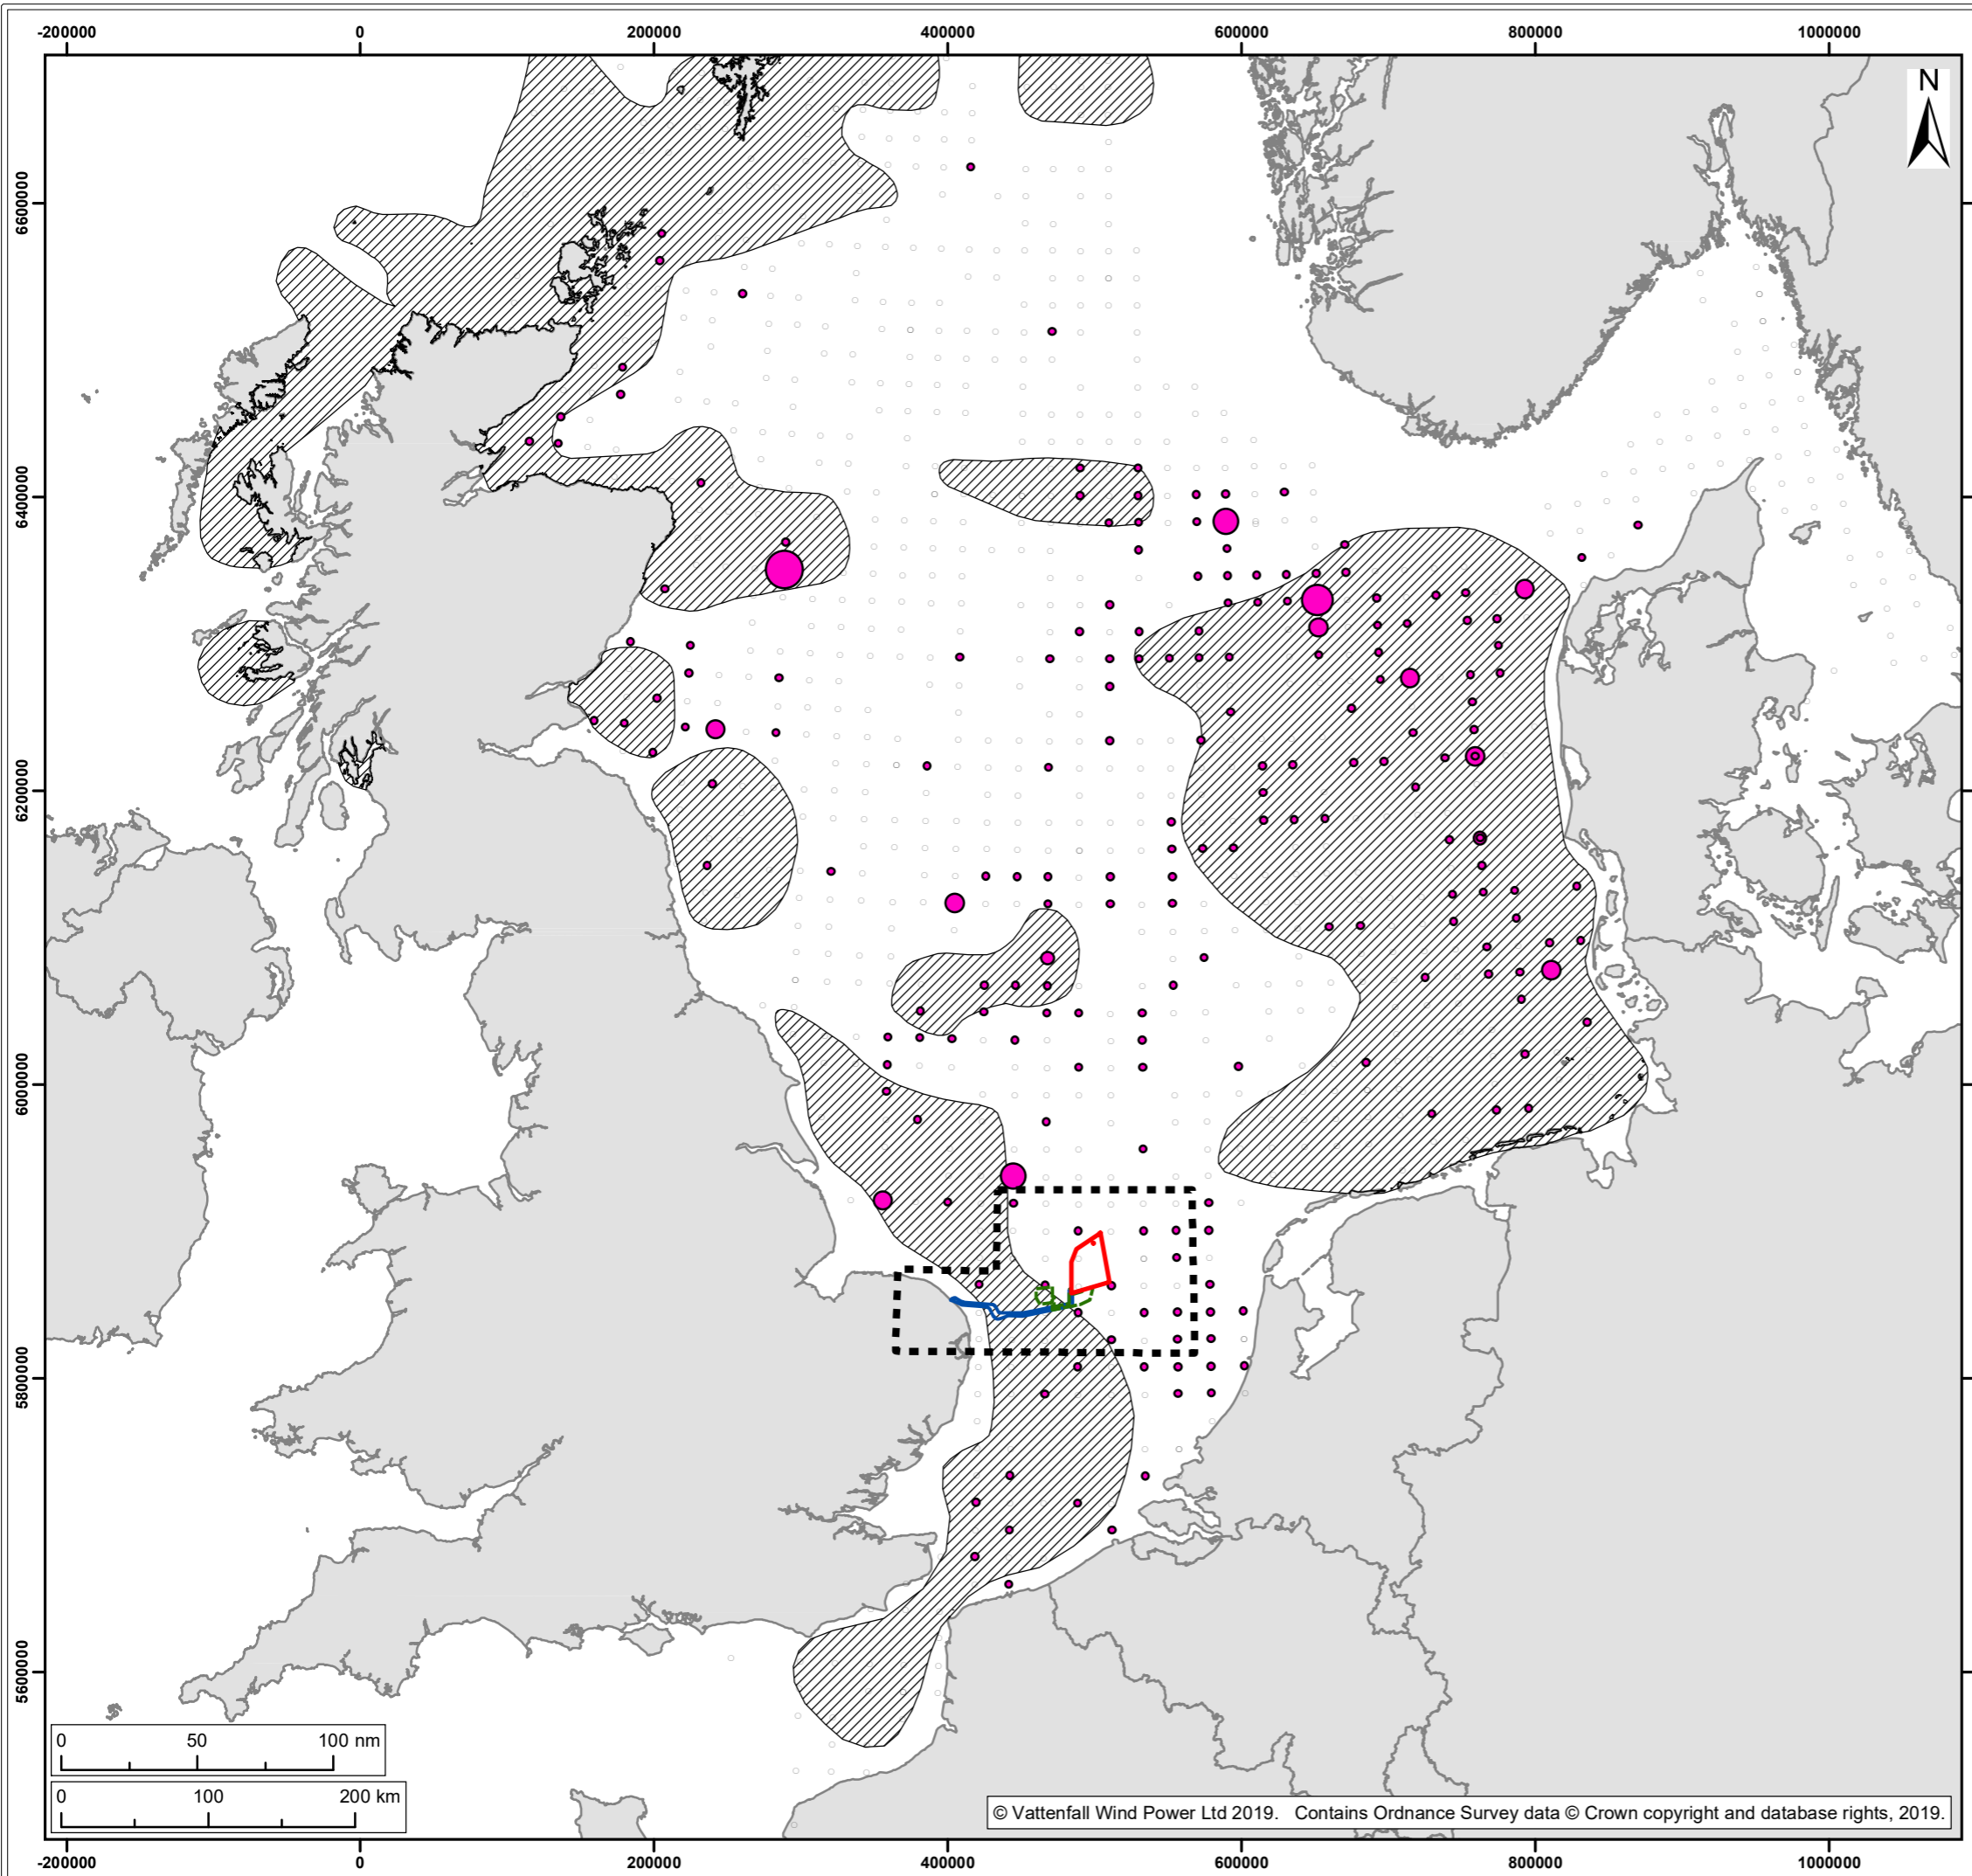 -200000 0 200000 400000 600000 800000 1000000
N
6600000
6400000
6200000
6000000
5800000
5600000
0 50 100 nm
0 100 200 km
© Vattenfall Wind Power Ltd 2019. Contains Ordnance Survey data © Crown copyright and database rights, 2019.
-200000 0 200000 400000 600000 800000 1000000